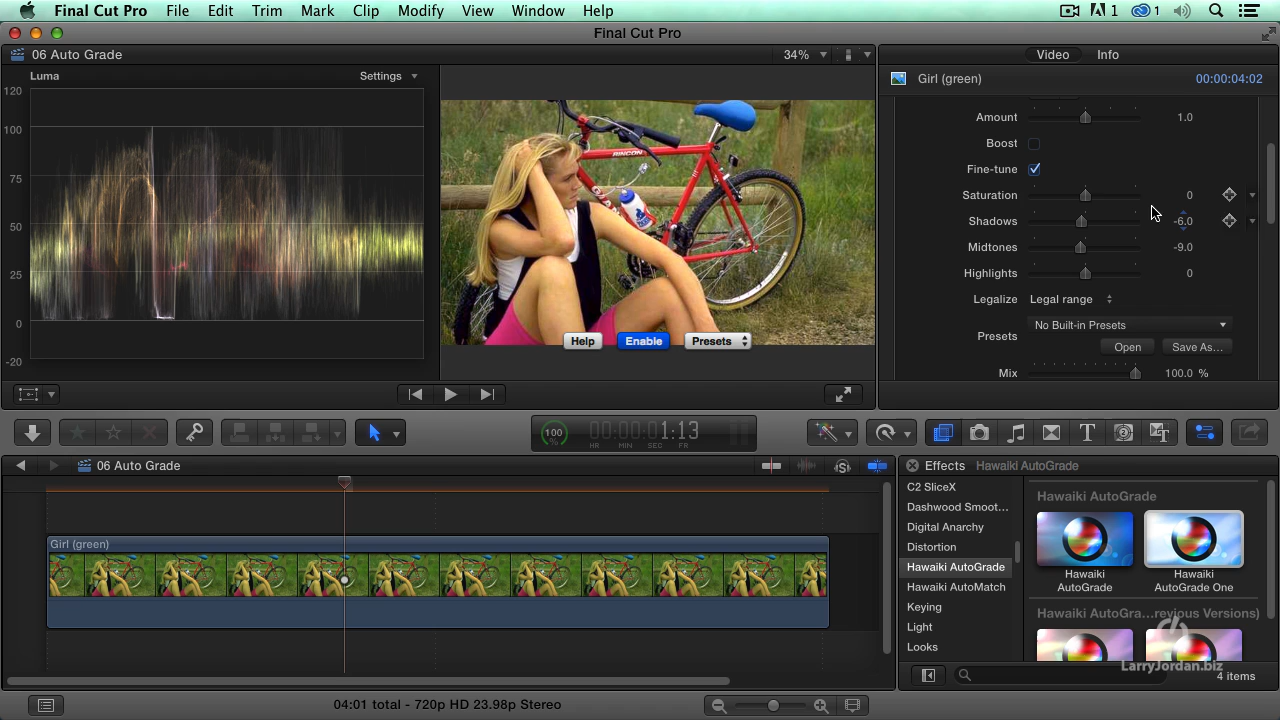 Final Cut Pro File Edit Trim Mark Clip Modify View Window Help 1 1
Final Cut Pro
06 Auto Grade 34%
Luma Settings
120
100
75
50
25
0
-20
RINCON
Help Enable Presets
Video Info
Girl (green) 00:00:04:02
Amount 1.0
Boost
Fine-tune
Saturation 0
Shadows -6.0
Midtones -9.0
Highlights 0
Legalize Legal range
Presets No Built-in Presets
Open Save As...
Mix 100.0 %
100 00:00:01:13
% HR MIN SEC FR
06 Auto Grade
Girl (green)
Effects Hawaiki AutoGrade
C2 SliceX
Dashwood Smoot...
Digital Anarchy
Distortion
Hawaiki AutoGrade
Hawaiki AutoMatch
Keying
Light
Looks
Hawaiki AutoGrade
Hawaiki AutoGrade
Hawaiki AutoGrade One
Hawaiki AutoGra...revious Versions)
LarryJordan.biz
4 items
04:01 total - 720p HD 23.98p Stereo